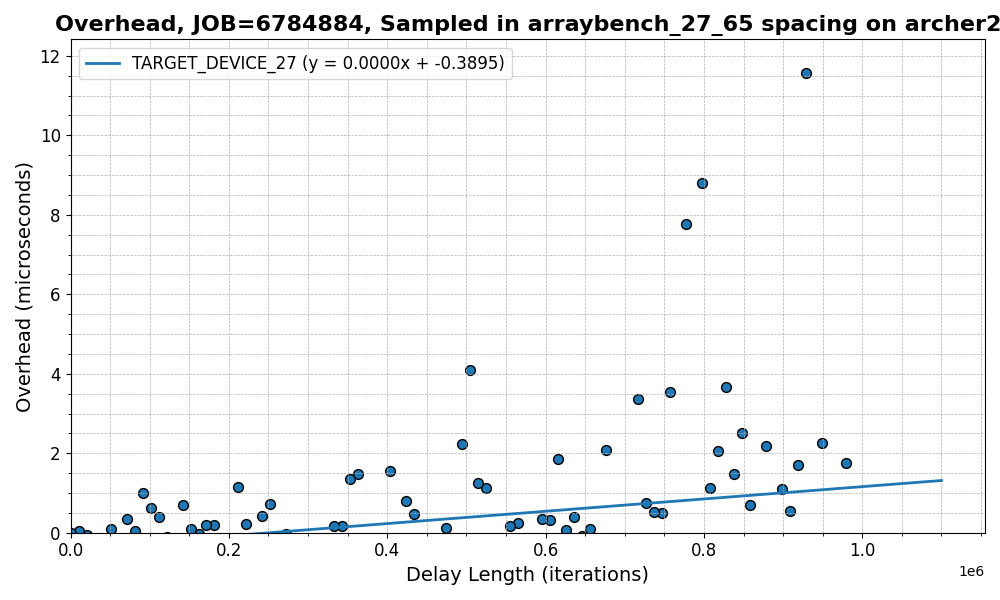 Overhead, JOB=6784884, Sampled in arraybench_27_65 spacing on archer2
TARGET_DEVICE_27 (y = 0.0000x + -0.3895)
Overhead (microseconds)
12
10
8
6
4
2
0
0.0 0.2 0.4 0.6 0.8 1.0
1e6
Delay Length (iterations)